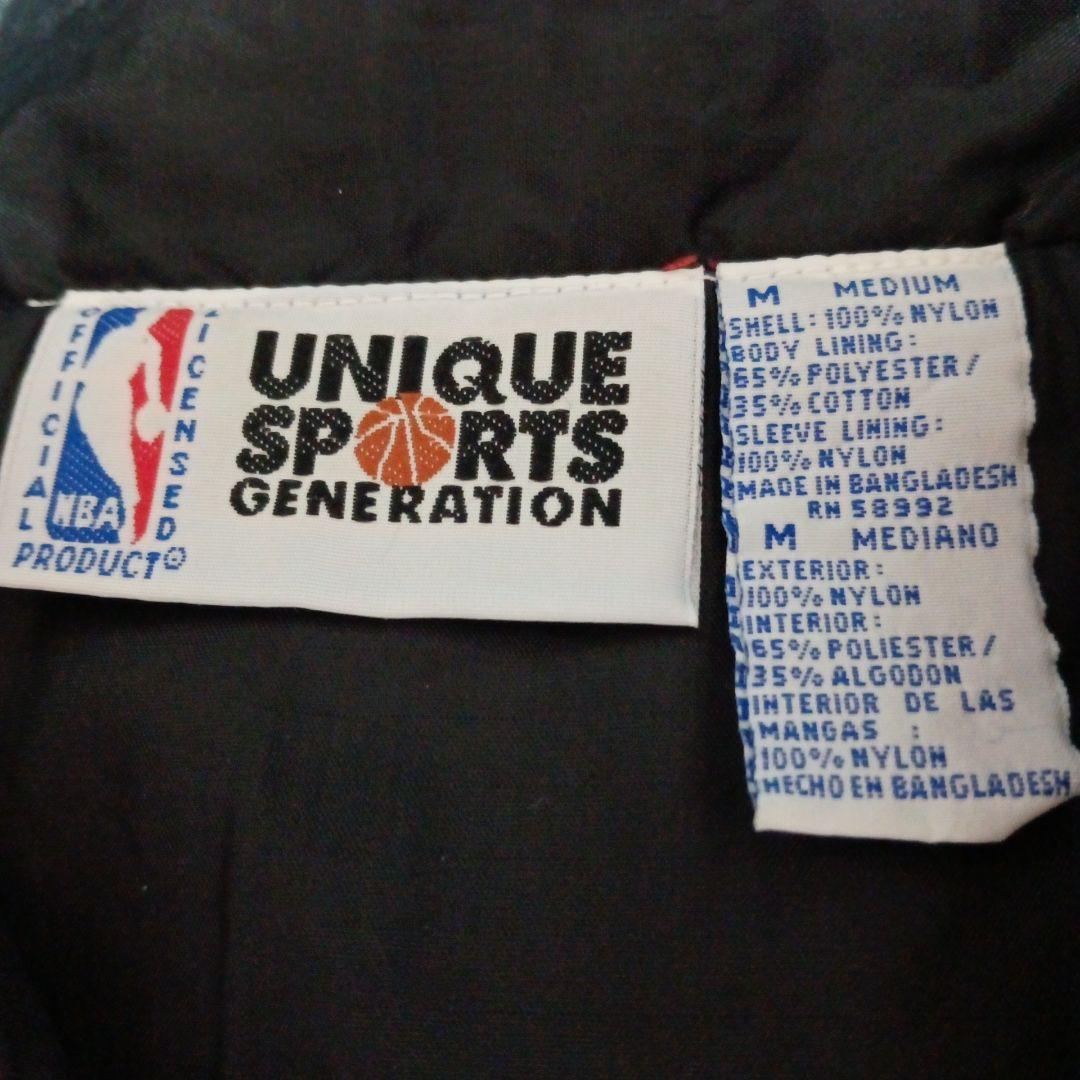 OFFICIAL
LICENSED
NBA
PRODUCT
UNIQUE
SPORTS
GENERATION
M MEDIUM
SHELL: 100% NYLON
BODY LINING:
65% POLYESTER/
35% COTTON
SLEEVE LINING:
100% NYLON
MADE IN BANGLADESH
RN 58992
M MEDIANO
EXTERIOR:
100% NYLON
INTERIOR:
65% POLIESTER/
35% ALGODON
INTERIOR DE LAS
MANGAS :
100% NYLON
HECHO EN BANGLADESH